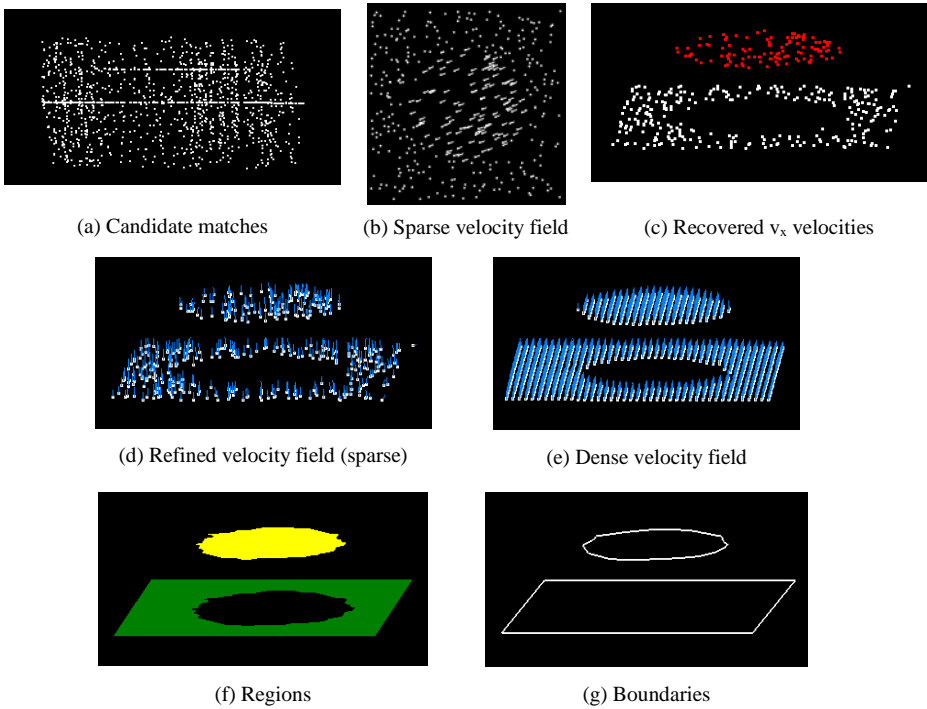 (a) Candidate matches
(b) Sparse velocity field
(c) Recovered vₓ velocities
(d) Refined velocity field (sparse)
(e) Dense velocity field
(f) Regions
(g) Boundaries